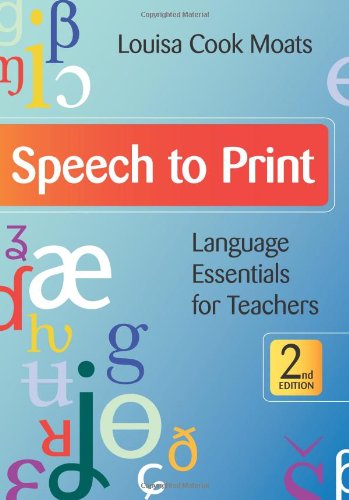 Louisa Cook Moats
Speech to Print
Language
Essentials
for Teachers
2nd
EDITION